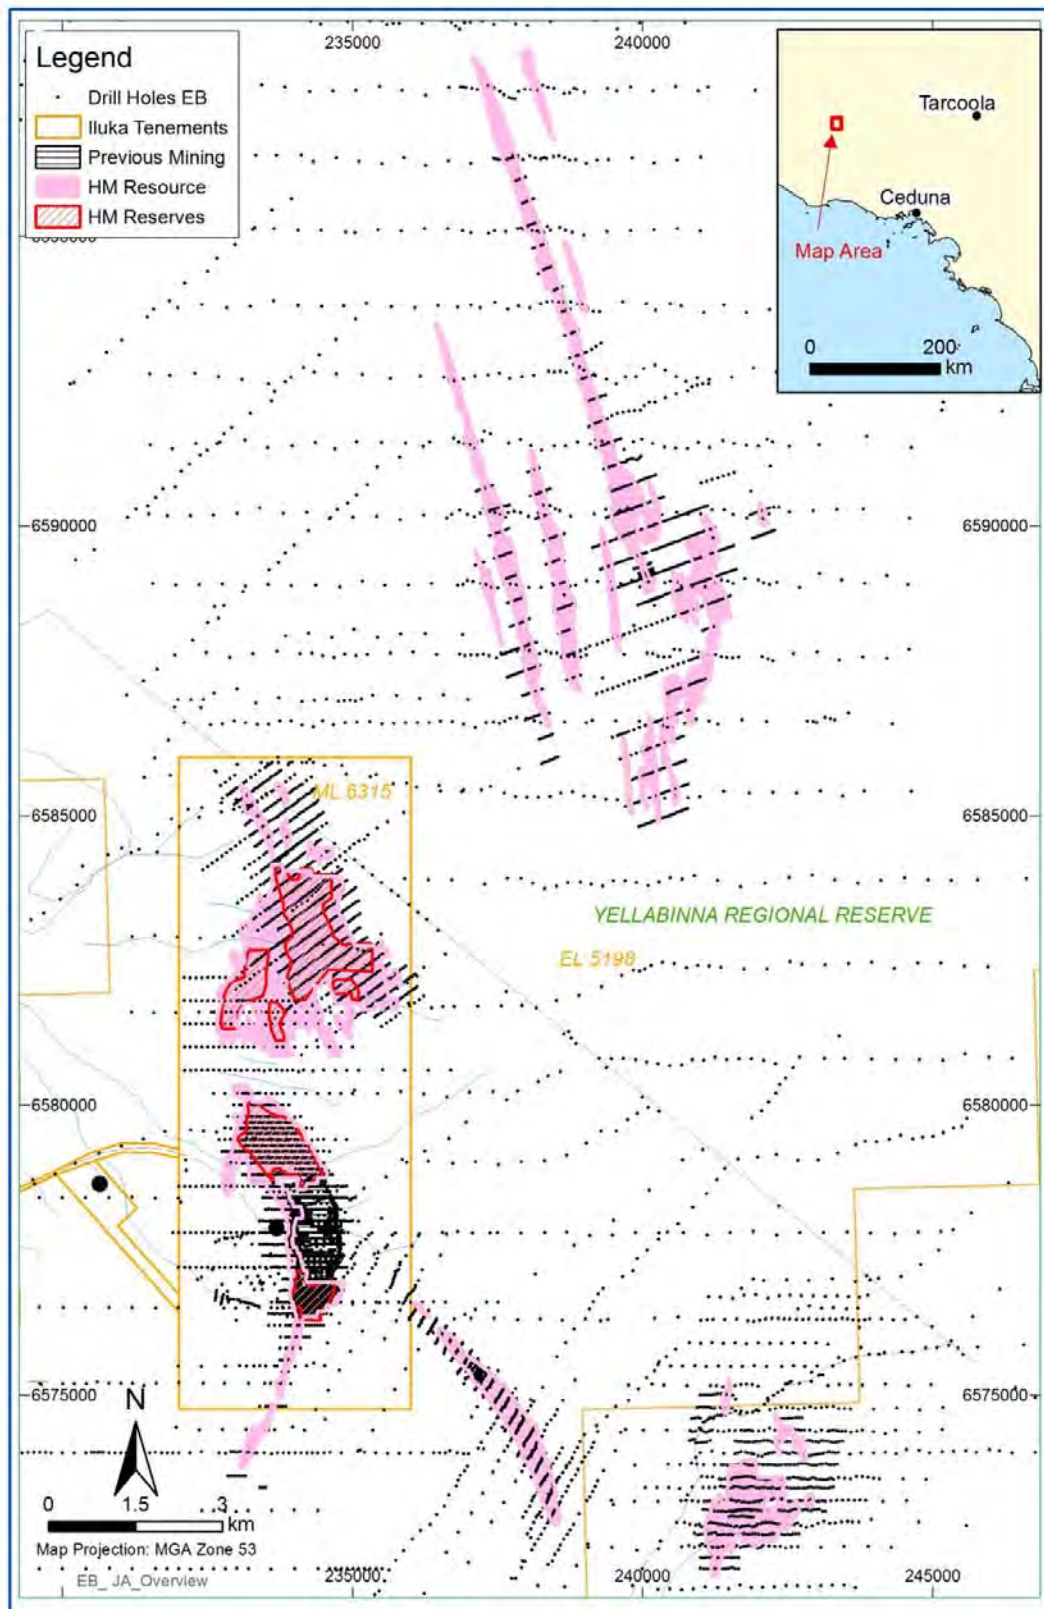 235000
240000
Legend
Drill Holes EB
Iluka Tenements
Previous Mining
HM Resource
HM Reserves
Tarcoola
Ceduna
Map Area
0 200
km
6590000
6590000
ML 6315
6585000
6585000
YELLABINNA REGIONAL RESERVE
EL 5198
6580000
6580000
6575000
6575000
N
0 1.5 3
km
Map Projection: MGA Zone 53
EB_ JA_Overview
235000
240000
245000